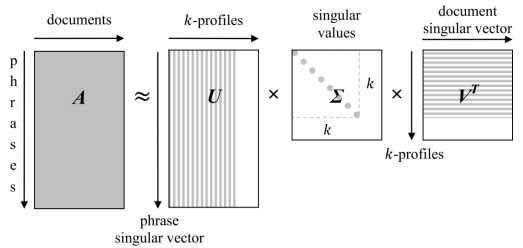 documents
k-profiles
singular
values
document
singular vector
p
h
r
a
s
e
s
A
≈
U
×
Σ
k
k
×
V^T
k-profiles
phrase
singular vector